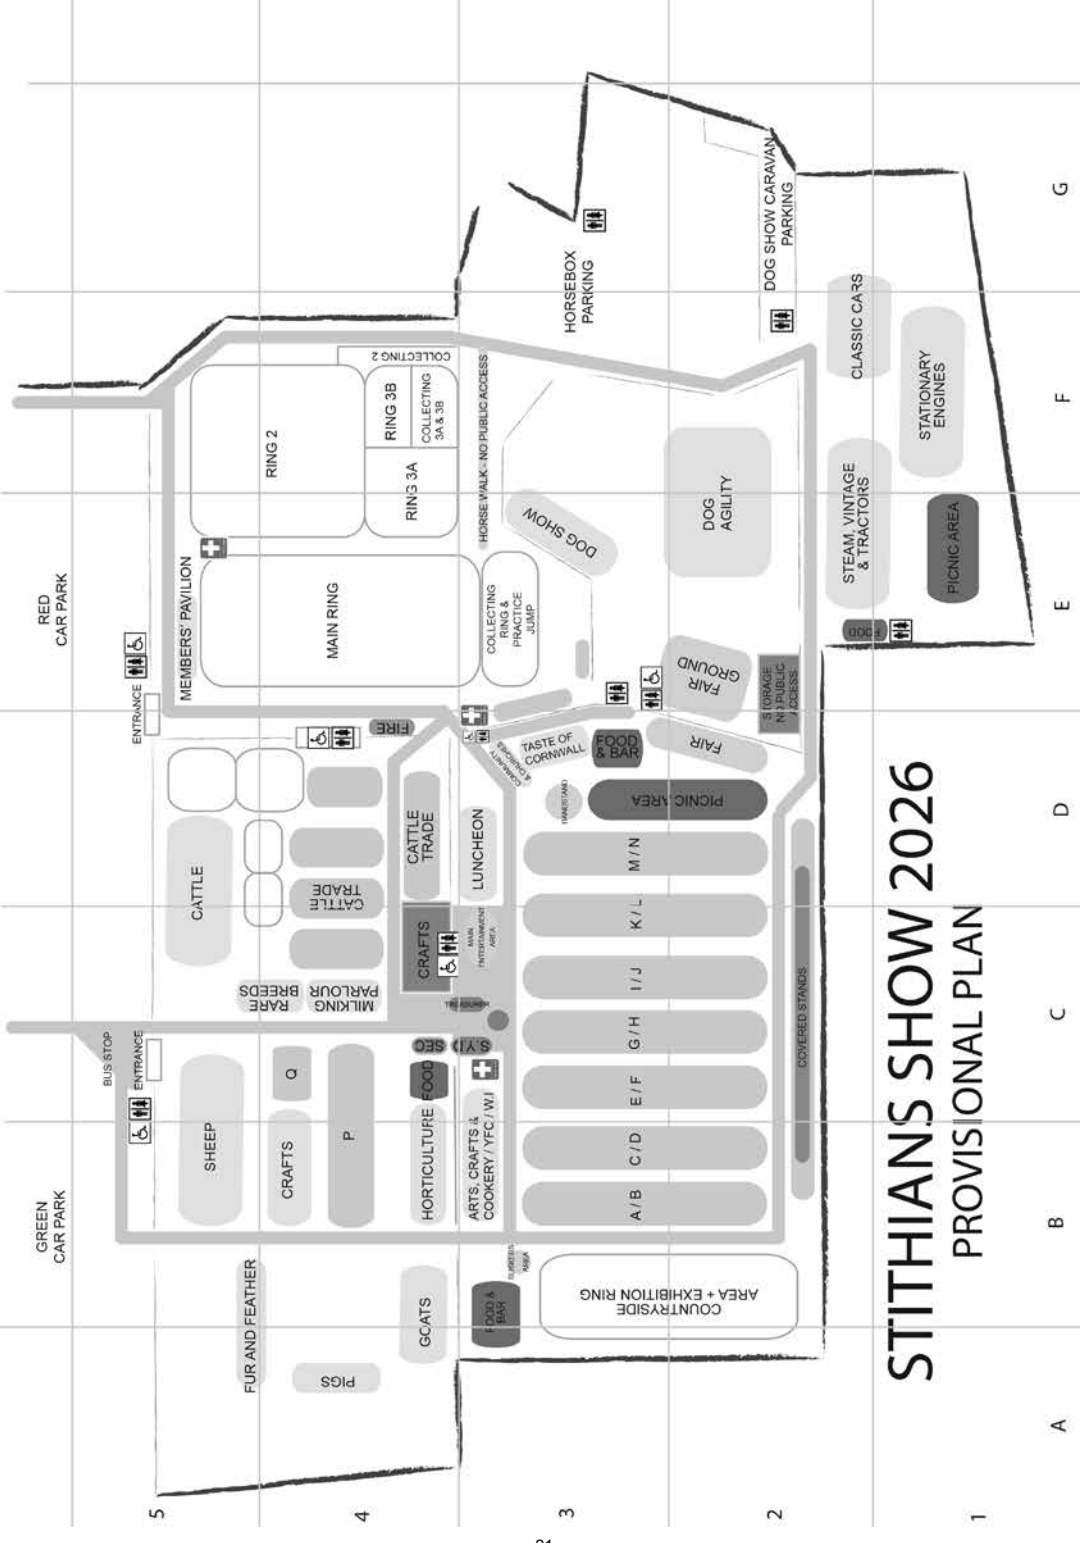 RED
CAR PARK
GREEN
CAR PARK
BUS STOP
ENTRANCE
ENTRANCE
MEMBERS' PAVILION
MAIN RING
RING 2
COLLECTING 2
RING 3B
COLLECTING
3A & 3B
RING 3A
HORSE WALK - NO PUBLIC ACCESS
COLLECTING
RING &
PRACTICE
JUMP
DOG SHOW
HORSEBOX
PARKING
DOG SHOW CARAVAN
PARKING
DOG
AGILITY
CLASSIC CARS
STATIONARY
ENGINES
STEAM, VINTAGE
& TRACTORS
PICNIC AREA
FOOD
FAIR
GROUND
STORAGE
NO PUBLIC
ACCESS
FAIR
FOOD
& BAR
TASTE OF
CORNWALL
COMMUNITY
& CHURCHES
BANDSTAND
PICNIC AREA
FIRE
CATTLE
CATTLE
TRADE
CATTLE
TRADE
LUNCHEON
CRAFTS
MAIN
ENTERTAINMENT
AREA
RARE
BREEDS
MILKING
PARLOUR
TREASURER
SEC
FOOD
SHEEP
Q
CRAFTS
P
HORTICULTURE
ARTS, CRAFTS &
COOKERY / YFC / W.I
M / N
K / L
I / J
G / H
E / F
C / D
A / B
COVERED STANDS
FUR AND FEATHER
PIGS
GOATS
FOOD &
BAR
BUSKERS
AREA
COUNTRYSIDE
AREA + EXHIBITION RING
STITHIANS SHOW 2026
PROVISIONAL PLAN
A
B
C
D
E
F
G
5
4
3
2
1